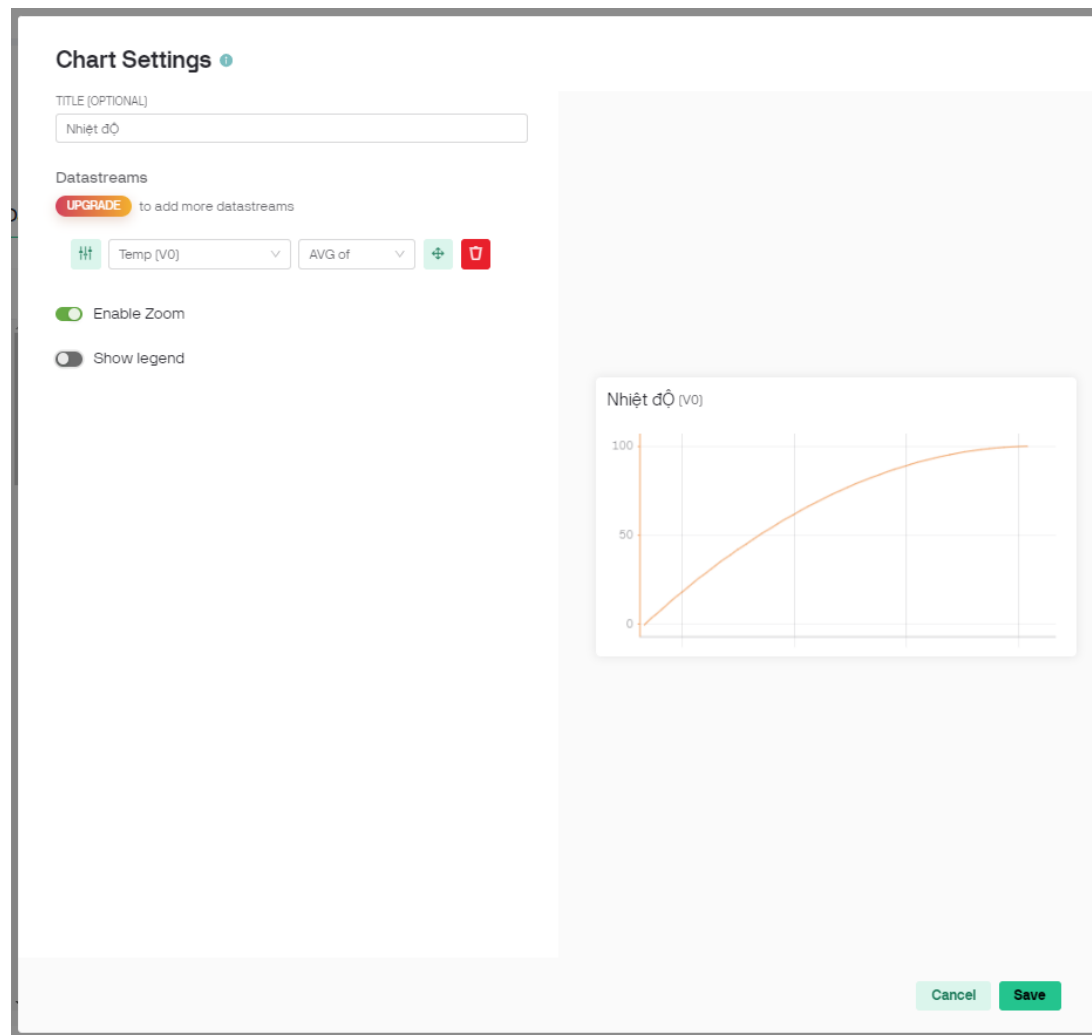 Chart Settings
TITLE (OPTIONAL)
Nhiệt đỘ
Datastreams
UPGRADE to add more datastreams
Temp (V0) AVG of
Enable Zoom
Show legend
Nhiệt đỘ (V0)
100
50
0
Cancel Save